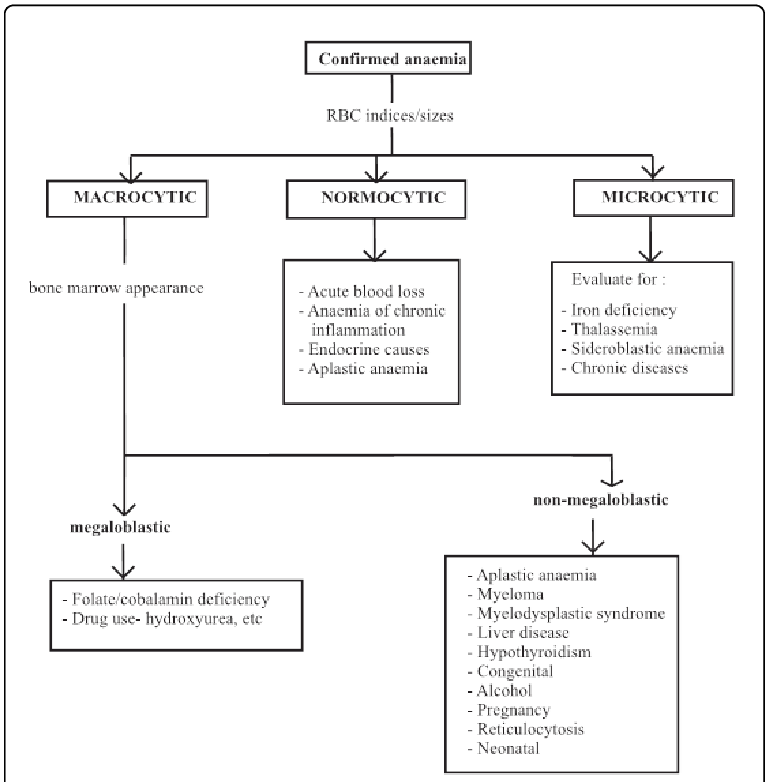 Confirmed anaemia
RBC indices/sizes
MACROCYTIC
NORMOCYTIC
MICROCYTIC
bone marrow appearance
- Acute blood loss
- Anaemia of chronic
inflammation
- Endocrine causes
- Aplastic anaemia
Evaluate for :
- Iron deficiency
- Thalassemia
- Sideroblastic anaemia
- Chronic diseases
megaloblastic
- Folate/cobalamin deficiency
- Drug use- hydroxyurea, etc
non-megaloblastic
- Aplastic anaemia
- Myeloma
- Myelodysplastic syndrome
- Liver disease
- Hypothyroidism
- Congenital
- Alcohol
- Pregnancy
- Reticulocytosis
- Neonatal